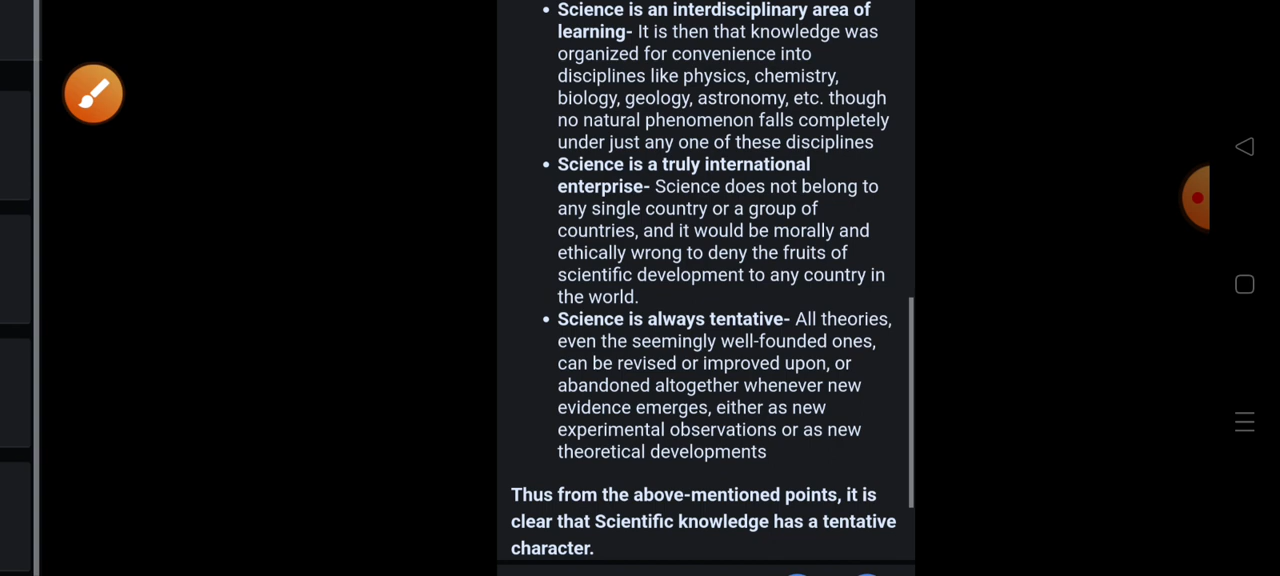 • Science is an interdisciplinary area of
learning- It is then that knowledge was
organized for convenience into
disciplines like physics, chemistry,
biology, geology, astronomy, etc. though
no natural phenomenon falls completely
under just any one of these disciplines
• Science is a truly international
enterprise- Science does not belong to
any single country or a group of
countries, and it would be morally and
ethically wrong to deny the fruits of
scientific development to any country in
the world.
• Science is always tentative- All theories,
even the seemingly well-founded ones,
can be revised or improved upon, or
abandoned altogether whenever new
evidence emerges, either as new
experimental observations or as new
theoretical developments
Thus from the above-mentioned points, it is
clear that Scientific knowledge has a tentative
character.